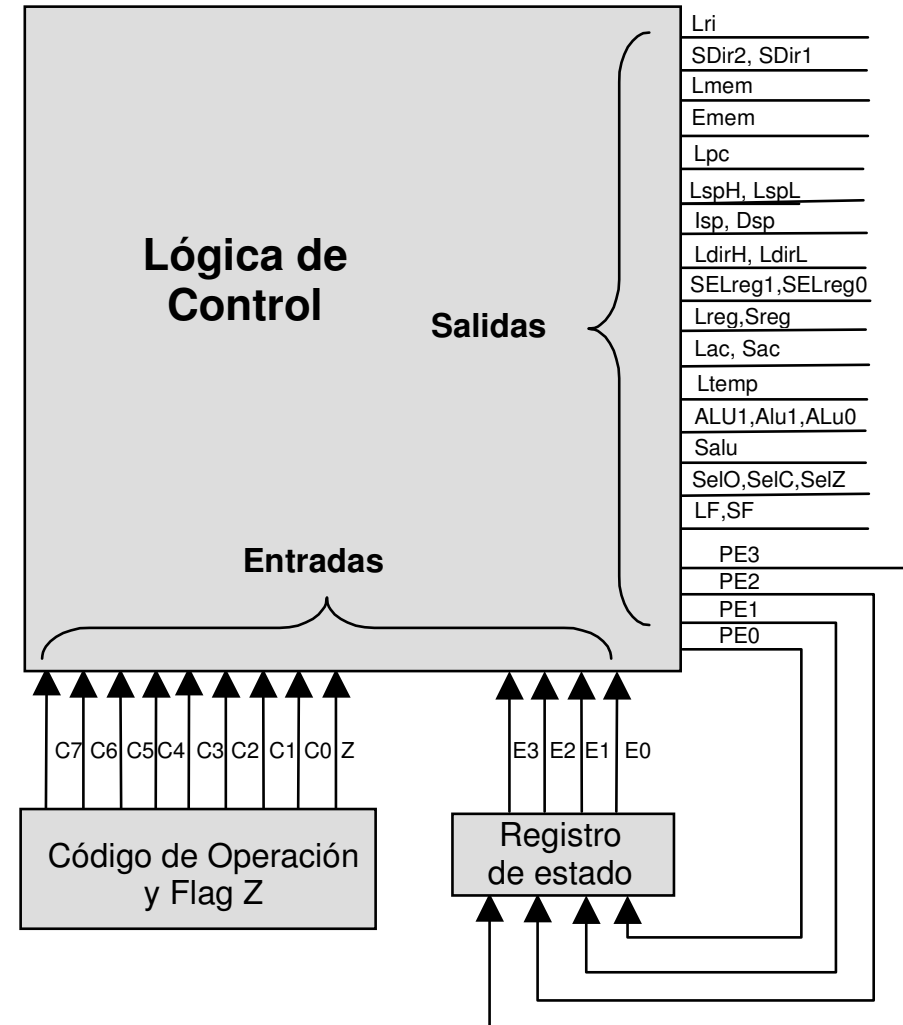 Lri
SDir2, SDir1
Lmem
Emem
Lpc
LspH, LspL
Isp, Dsp
LdirH, LdirL
SELreg1,SELreg0
Lreg,Sreg
Lac, Sac
Ltemp
ALU1,Alu1,ALu0
Salu
SelO,SelC,SelZ
LF,SF
PE3
PE2
PE1
PE0
Lógica de
Control
Salidas
Entradas
C7 C6 C5 C4 C3 C2 C1 C0 Z
E3 E2 E1 E0
Código de Operación
y Flag Z
Registro
de estado